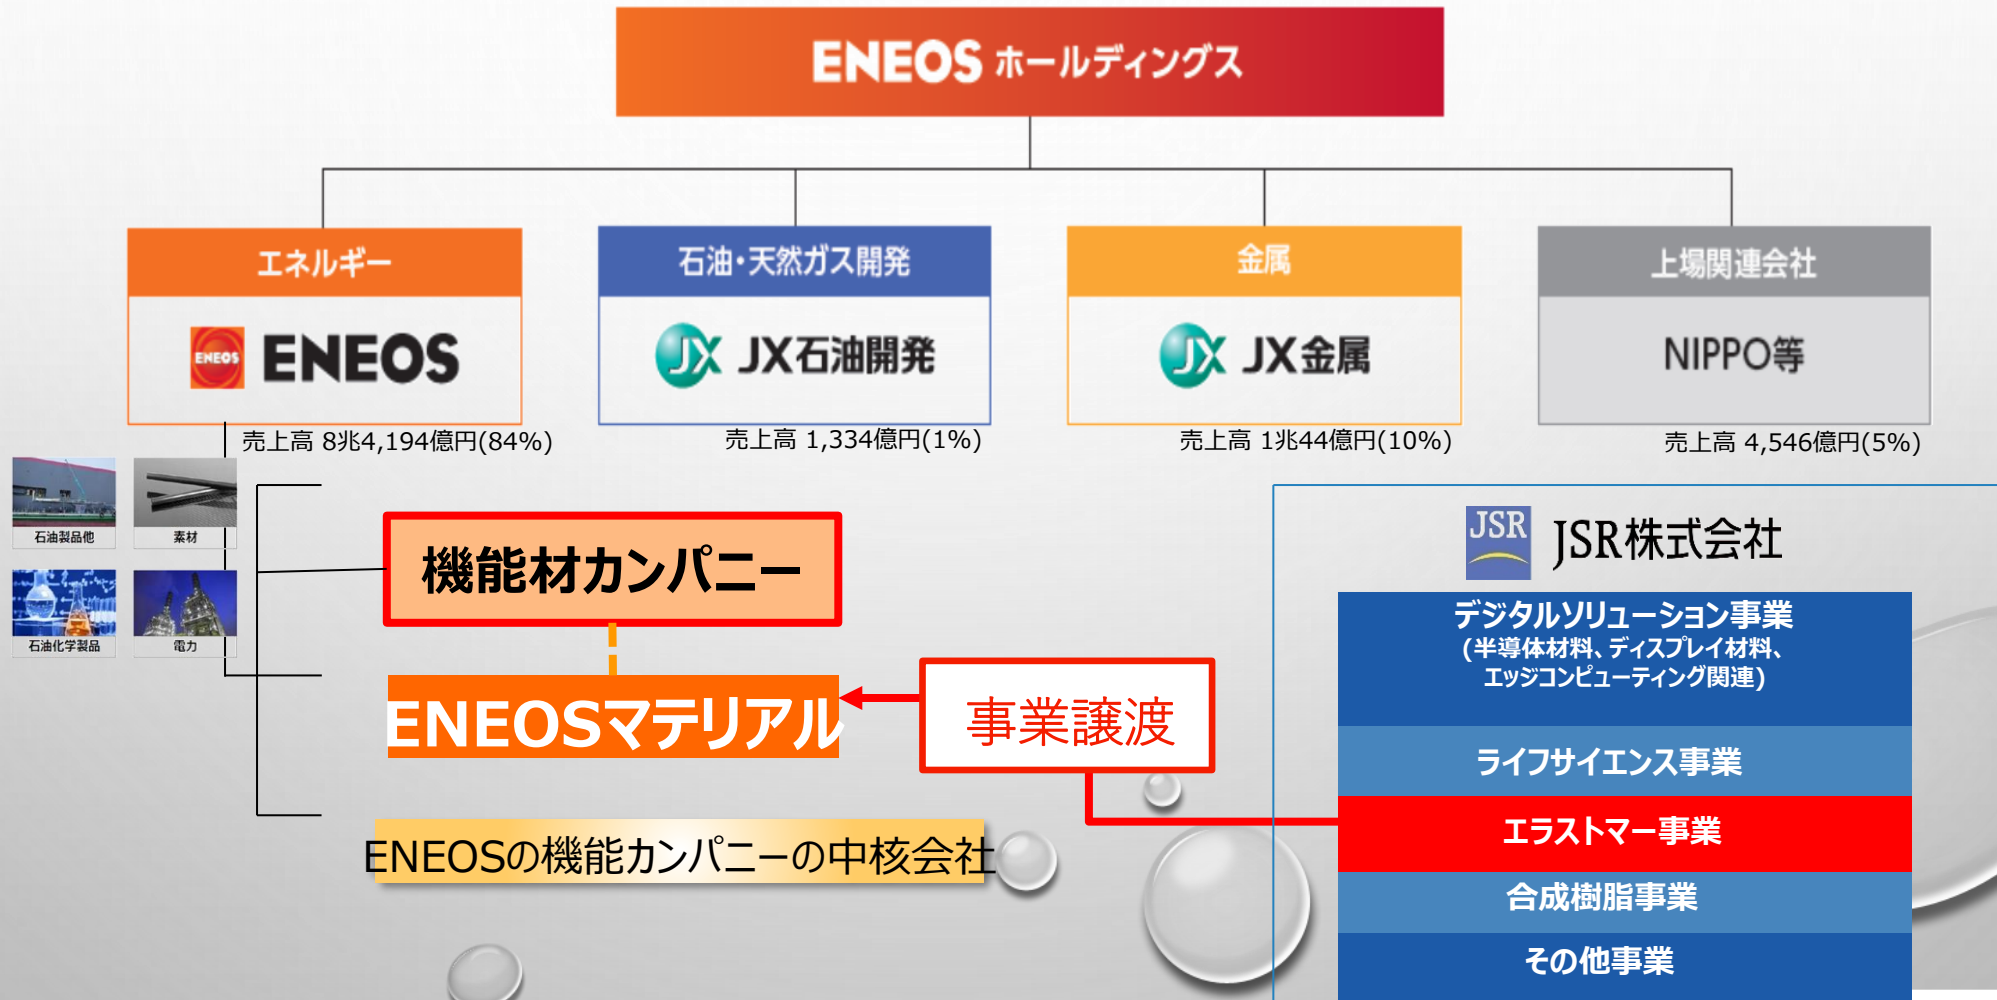 ENEOS ホールディングス
エネルギー
石油・天然ガス開発
金属
上場関連会社
ENEOS ENEOS
JX JX石油開発
JX JX金属
NIPPO等
売上高 8兆4,194億円(84%)
売上高 1,334億円(1%)
売上高 1兆44億円(10%)
売上高 4,546億円(5%)
石油製品他
素材
石油化学製品
電力
機能材カンパニー
ENEOSマテリアル
事業譲渡
ENEOSの機能カンパニーの中核会社
JSR JSR株式会社
デジタルソリューション事業
(半導体材料、ディスプレイ材料、
エッジコンピューティング関連)
ライフサイエンス事業
エラストマー事業
合成樹脂事業
その他事業